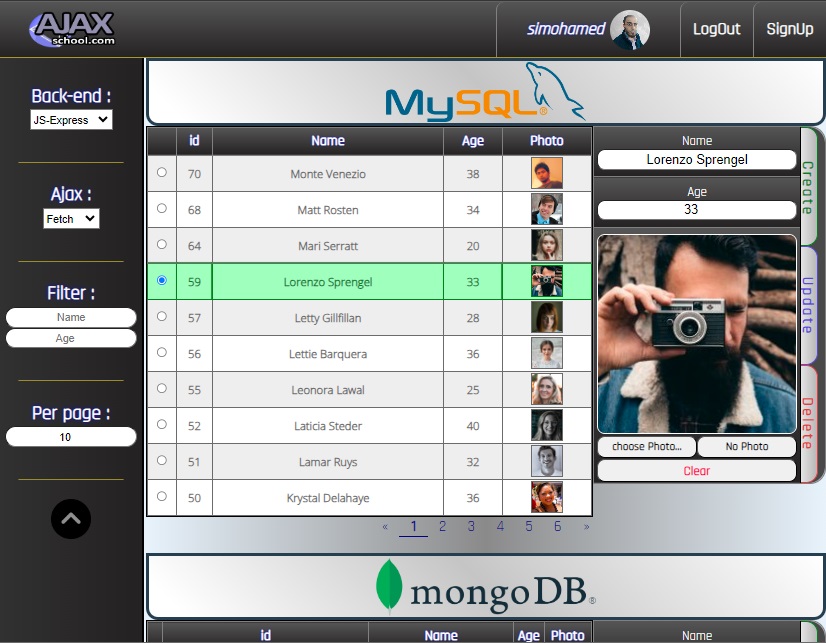 AJAX
school.com
simohamed
LogOut
SignUp
Back-end :
JS-Express
Ajax :
Fetch
Filter :
Name
Age
Per page :
10
MySQL®
id Name Age Photo
70 Monte Venezio 38
68 Matt Rosten 34
64 Mari Serratt 20
59 Lorenzo Sprengel 33
57 Letty Gillfillan 28
56 Lettie Barquera 36
55 Leonora Lawal 25
52 Laticia Steder 40
51 Lamar Ruys 32
50 Krystal Delahaye 36
« 1 2 3 4 5 6 »
Name
Lorenzo Sprengel
Age
33
choose Photo... No Photo
Clear
Create
Update
Delete
mongoDB®
id Name Age Photo
Name